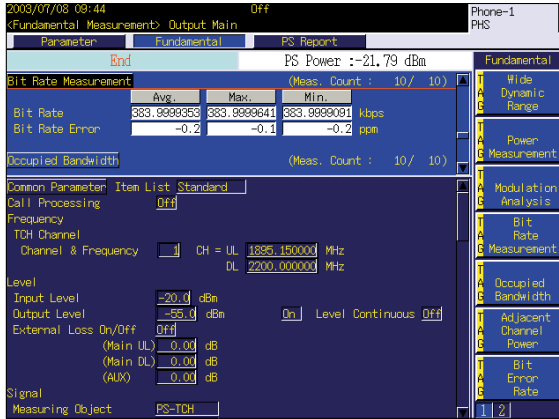 2003/07/08 09:44 Off Phone-1
<Fundamental Measurement> Output Main PHS
Parameter Fundamental PS Report
End PS Power :-21.79 dBm Fundamental
Bit Rate Measurement (Meas. Count : 10/ 10)
Avg. Max. Min.
Bit Rate 383.9999353 383.9999641 383.9999091 kbps
Bit Rate Error -0.2 -0.1 -0.2 ppm
Occupied Bandwidth (Meas. Count : 10/ 10)
Common Parameter Item List Standard
Call Processing Off
Frequency
TCH Channel
Channel & Frequency 1 CH = UL 1895.150000 MHz
DL 2200.000000 MHz
Level
Input Level -20.0 dBm
Output Level -55.0 dBm On Level Continuous Off
External Loss On/Off Off
(Main UL) 0.00 dB
(Main DL) 0.00 dB
(AUX) 0.00 dB
Signal
Measuring Object PS-TCH
TAG Wide Dynamic Range
TAG Power Measurement
TAG Modulation Analysis
TAG Bit Rate Measurement
TAG Occupied Bandwidth
TAG Adjacent Channel Power
TAG Bit Error Rate
1 2